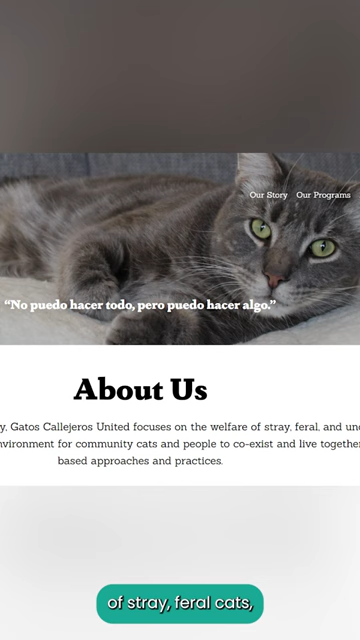 Our Story Our Programs
“No puedo hacer todo, pero puedo hacer algo.”
About Us
y, Gatos Callejeros United focuses on the welfare of stray, feral, and
nvironment for community cats and people to co-exist and live together
based approaches and practices.
of stray, feral cats,